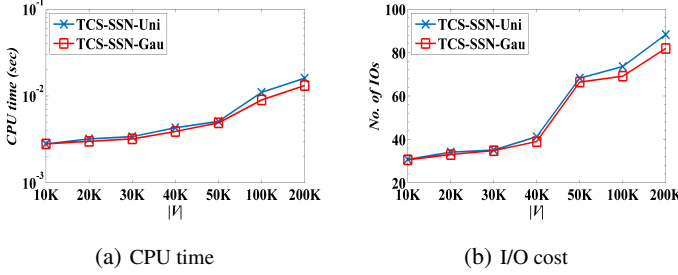 10⁻¹
TCS-SSN-Uni
TCS-SSN-Gau
CPU time (sec)
10⁻²
10⁻³
10K 20K 30K 40K 50K 100K 200K
|V|
(a) CPU time
100
TCS-SSN-Uni
TCS-SSN-Gau
80
No. of IOs
60
40
20
10K 20K 30K 40K 50K 100K 200K
|V|
(b) I/O cost